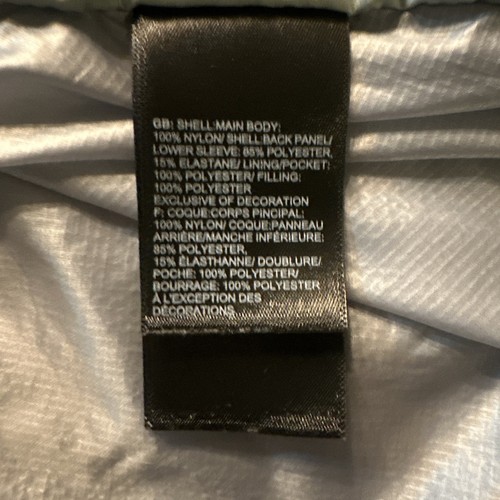 GB: SHELL:MAIN BODY:
100% NYLON/ SHELL:BACK PANEL/
LOWER SLEEVE: 85% POLYESTER,
15% ELASTANE/ LINING/POCKET:
100% POLYESTER/ FILLING:
100% POLYESTER
EXCLUSIVE OF DECORATION
F: COQUE:CORPS PINCIPAL:
100% NYLON/ COQUE:PANNEAU
ARRIÈRE/MANCHE INFÉRIEURE:
85% POLYESTER,
15% ÉLASTHANNE/ DOUBLURE/
POCHE: 100% POLYESTER/
BOURRAGE: 100% POLYESTER
À L'EXCEPTION DES
DÉCORATIONS.